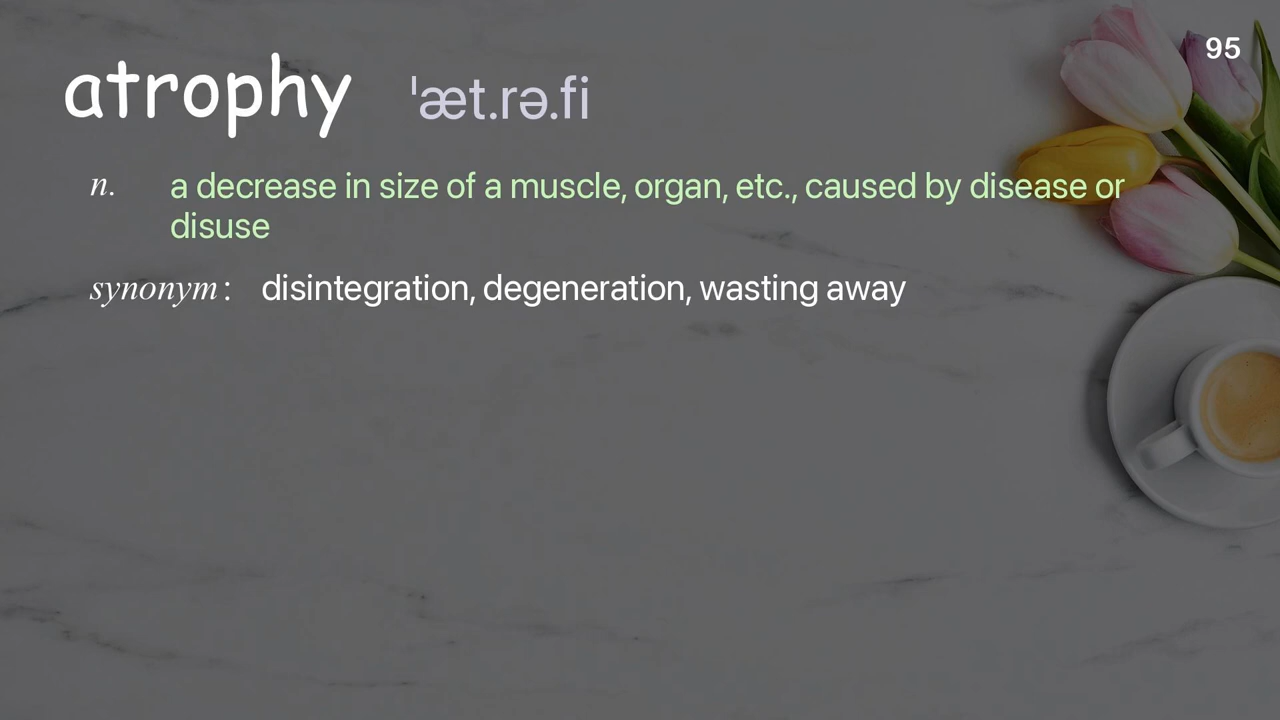 95
atrophy ˈæt.rə.fi
n. a decrease in size of a muscle, organ, etc., caused by disease or
disuse
synonym : disintegration, degeneration, wasting away